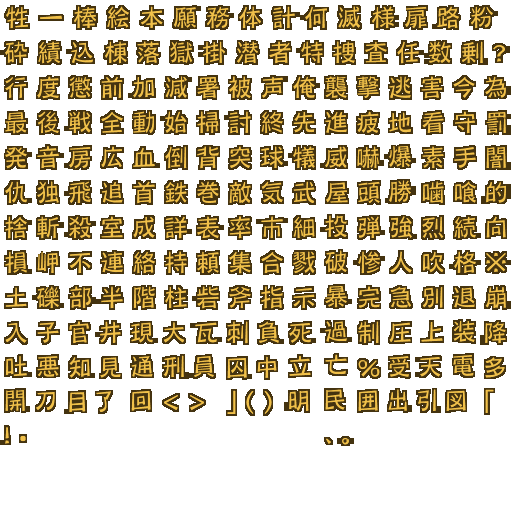 牲一棒絵本願務体計何滅様扉路粉
砕績込棟落獄掛潜者特捜査任数剰?
行度懲前加減署被声俺襲撃逃害今為
最後戦全動始掃討終先進疲地看守罰
発音房広血倒背突球犠威嚇爆素手闇
仇独飛追首鉄巻敵気武屋頭勝噛喰的
捨斬殺室成詳表率市細投弾強烈続向
損岬不連絡持頼集合戮破惨人吹格※
土礫部半階柱砦斧指示暴完急別退崩
入子官井現大瓦刺負死過制圧上装降
吐悪知見通刑員囚中立亡%受天電多
開刀目了回<>」()明民囲出引図「
!.、。